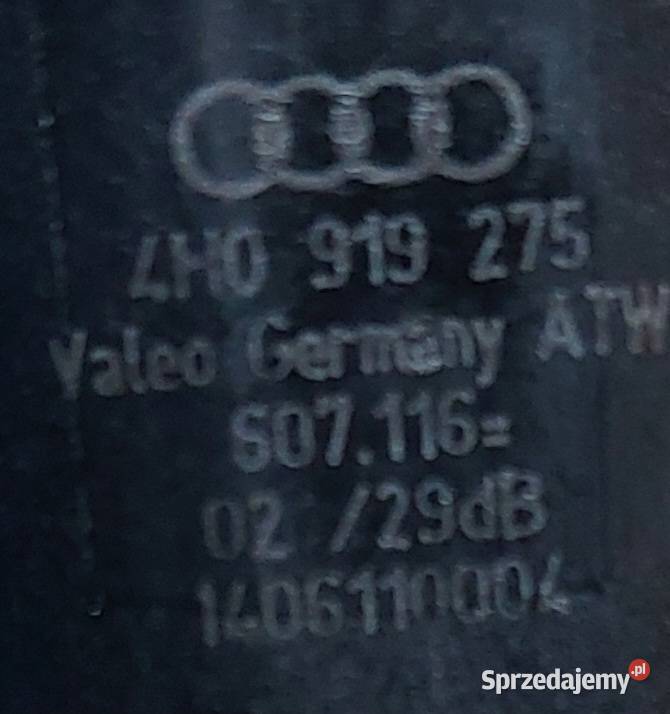 4H0 919 275
Valeo Germany ATW
607.116=
02 /29dB
1406110004
Sprzedajemy.pl